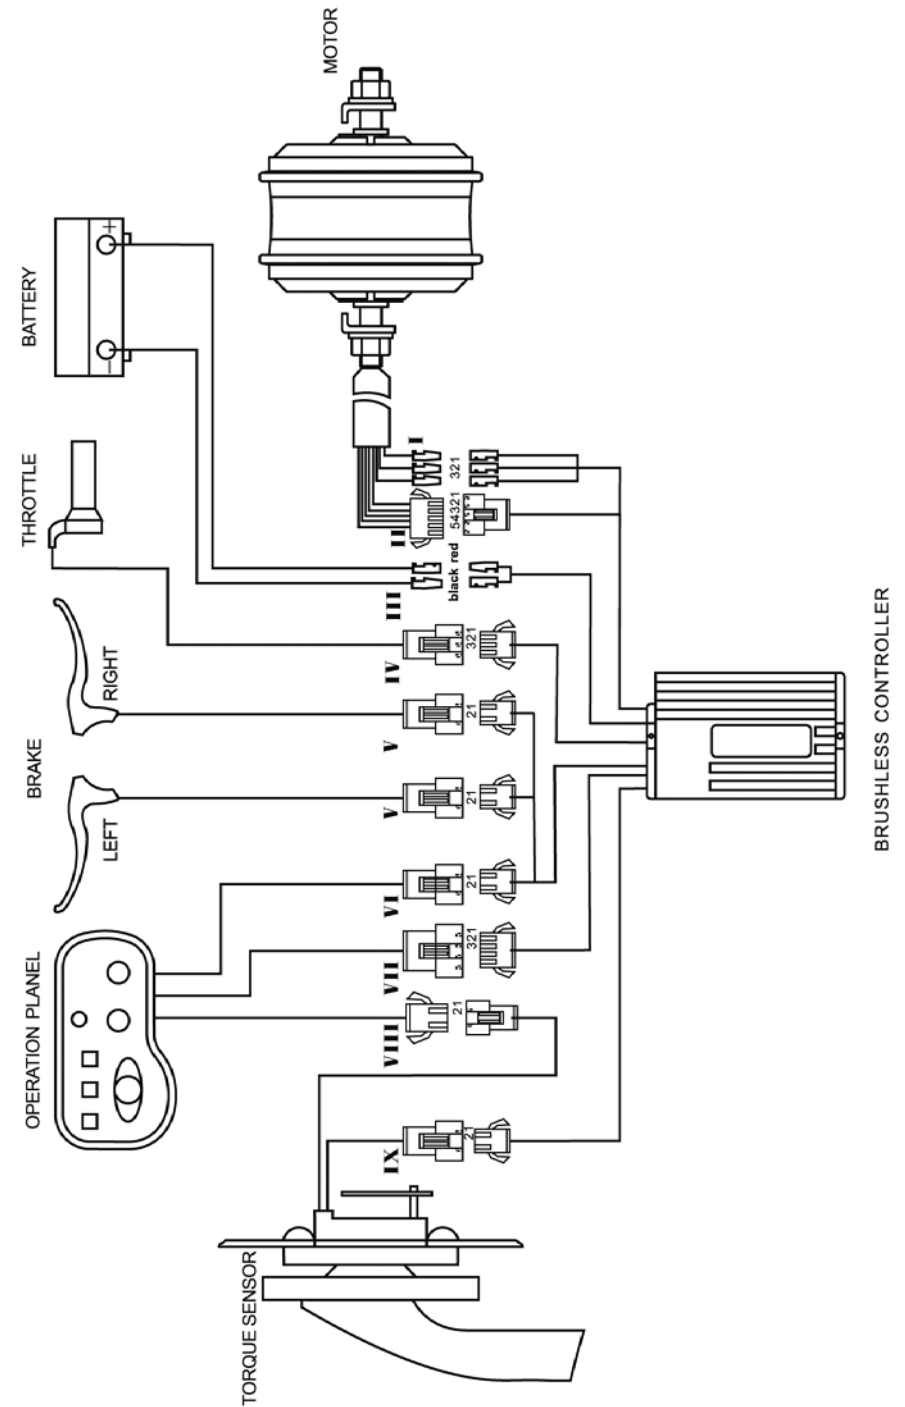 MOTOR
BATTERY
+
−
THROTTLE
BRAKE
RIGHT
LEFT
OPERATION PLANEL
TORQUE SENSOR
I
321
II
54321
III
black red
IV
321
V
21
V
21
VI
21
VII
321
VIII
21
IX
21
BRUSHLESS CONTROLLER